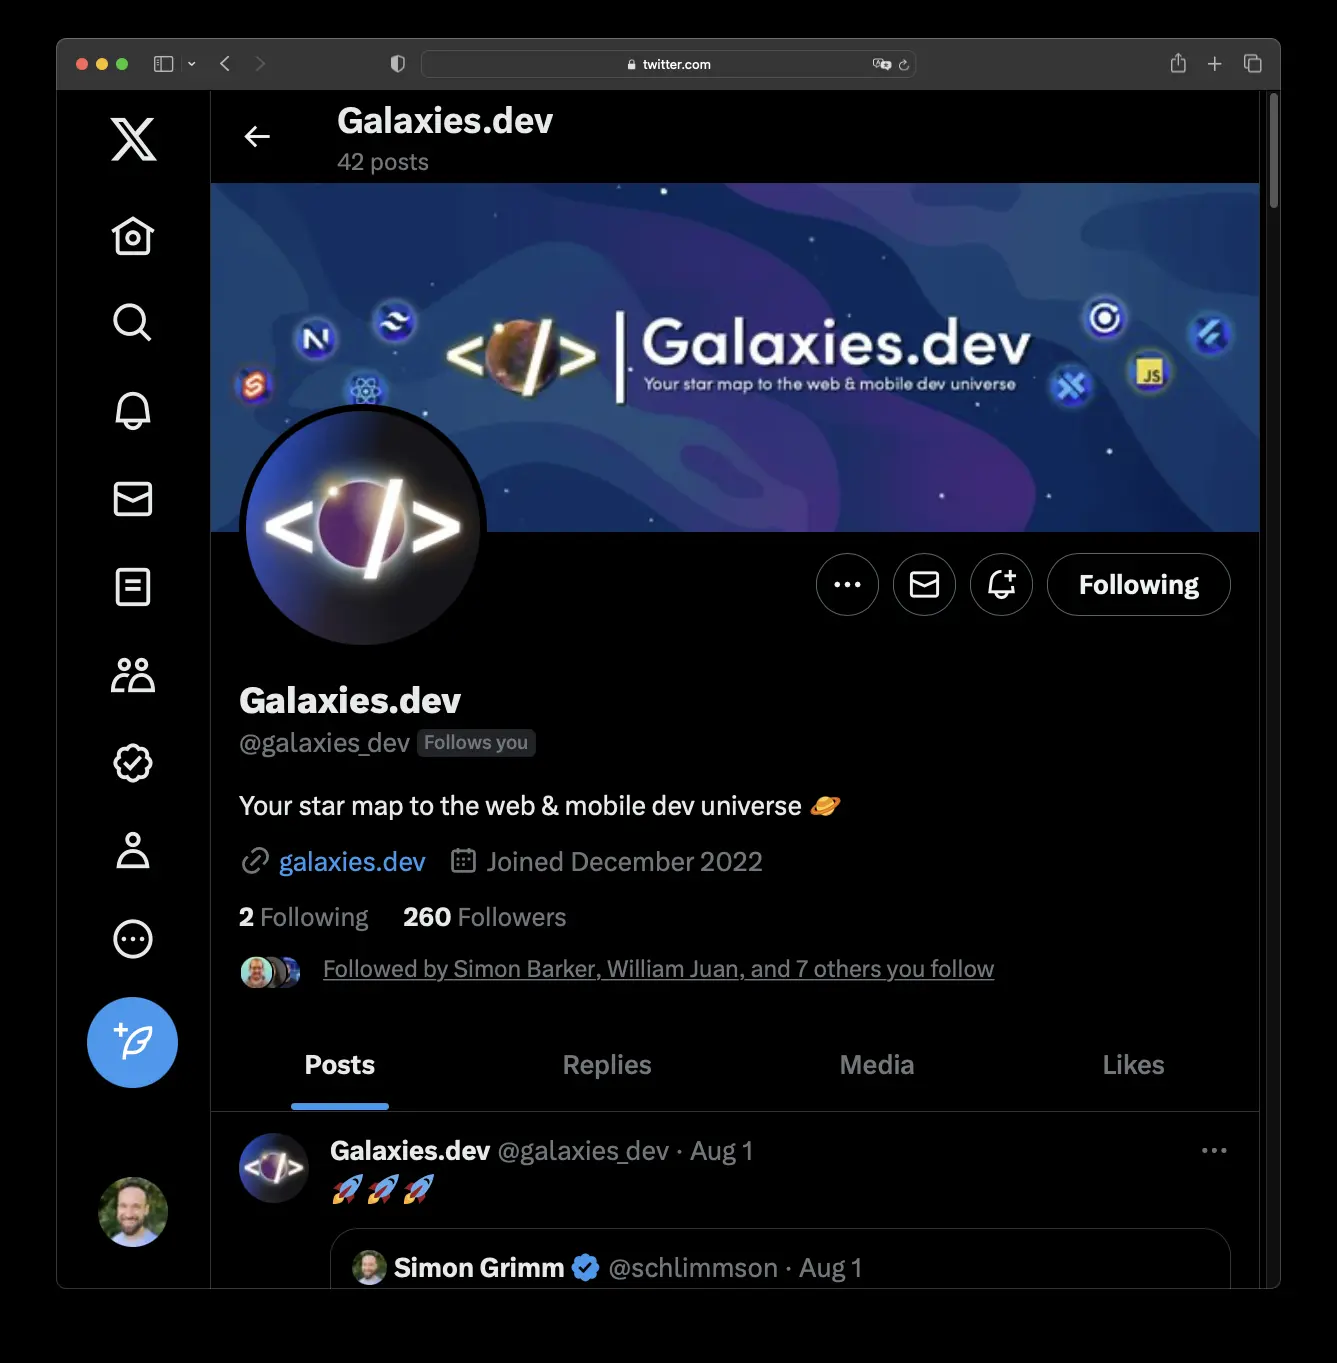 twitter.com
Galaxies.dev
42 posts
N
Galaxies.dev
Your star map to the web & mobile dev universe
JS
Following
Galaxies.dev
@galaxies_dev Follows you
Your star map to the web & mobile dev universe 🪐
galaxies.dev Joined December 2022
2 Following 260 Followers
Followed by Simon Barker, William Juan, and 7 others you follow
Posts Replies Media Likes
Galaxies.dev @galaxies_dev · Aug 1
🚀🚀🚀
Simon Grimm @schlimmson · Aug 1